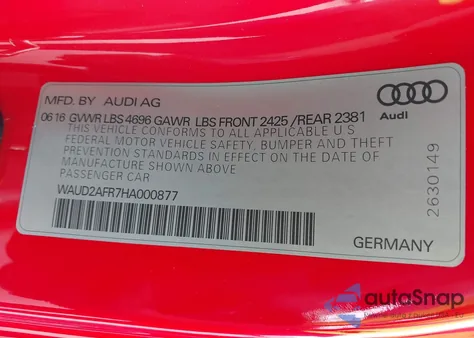 MFD. BY AUDI AG
06 16 GVWR LBS 4696 GAWR LBS FRONT 2425 /REAR 2381
THIS VEHICLE CONFORMS TO ALL APPLICABLE U.S
FEDERAL MOTOR VEHICLE SAFETY, BUMPER AND THEFT
PREVENTION STANDARDS IN EFFECT ON THE DATE OF
MANUFACTURE SHOWN ABOVE
PASSENGER CAR
WAUD2AFR7HA000877
Audi
2630149
GERMANY
autoSnap